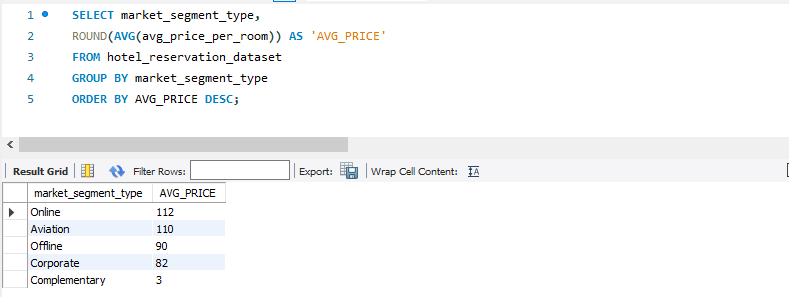 1 SELECT market_segment_type,
2 ROUND(AVG(avg_price_per_room)) AS 'AVG_PRICE'
3 FROM hotel_reservation_dataset
4 GROUP BY market_segment_type
5 ORDER BY AVG_PRICE DESC;
Result Grid Filter Rows: Export: Wrap Cell Content: IA
market_segment_type AVG_PRICE
Online 112
Aviation 110
Offline 90
Corporate 82
Complementary 3